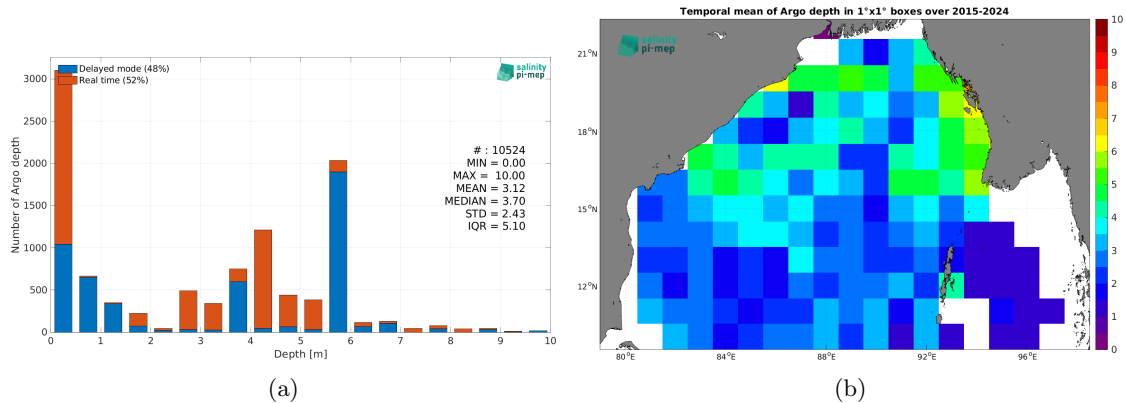 Delayed mode (48%)
Real time (52%)
salinity
pi-mep
# : 10524
MIN = 0.00
MAX = 10.00
MEAN = 3.12
MEDIAN = 3.70
STD = 2.43
IQR = 5.10
Number of Argo depth
3000
2500
2000
1500
1000
500
0
0 1 2 3 4 5 6 7 8 9 10
Depth [m]
(a)
Temporal mean of Argo depth in 1°x1° boxes over 2015-2024
salinity
pi-mep
21°N
18°N
15°N
12°N
80°E 84°E 88°E 92°E 96°E
10
9
8
7
6
5
4
3
2
1
0
(b)